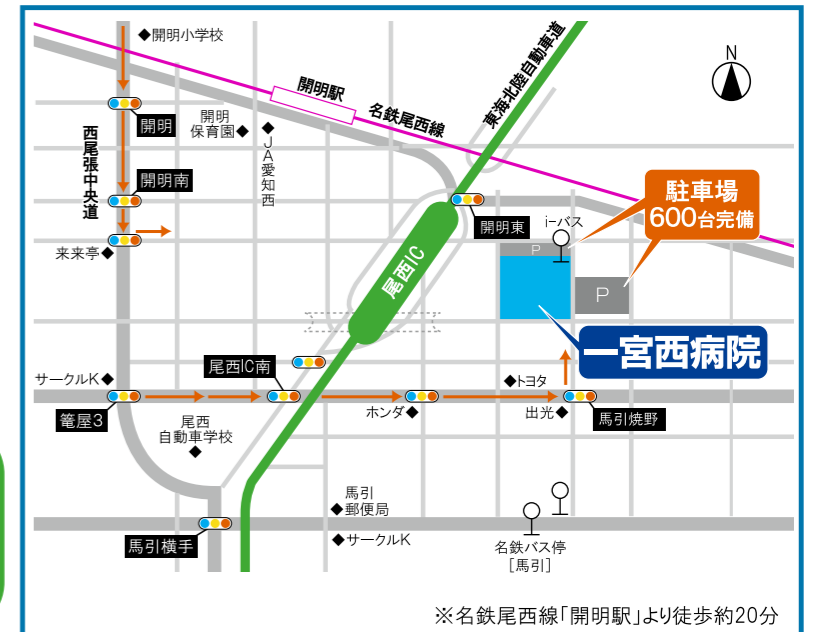 ◆開明小学校
N
開明駅
名鉄尾西線
東海北陸自動車道
開明
開明
保育園◆
◆
JA愛知西
西尾張中央道
開明南
来来亭◆
開明東
i-バス
駐車場
600台完備
P
P
尾西IC
一宮西病院
サークルK◆
尾西IC南
◆トヨタ
籠屋3
ホンダ◆
出光◆
馬引焼野
尾西
自動車学校
◆
馬引
◆郵便局
馬引横手
◆サークルK
名鉄バス停
[馬引]
※名鉄尾西線「開明駅」より徒歩約20分